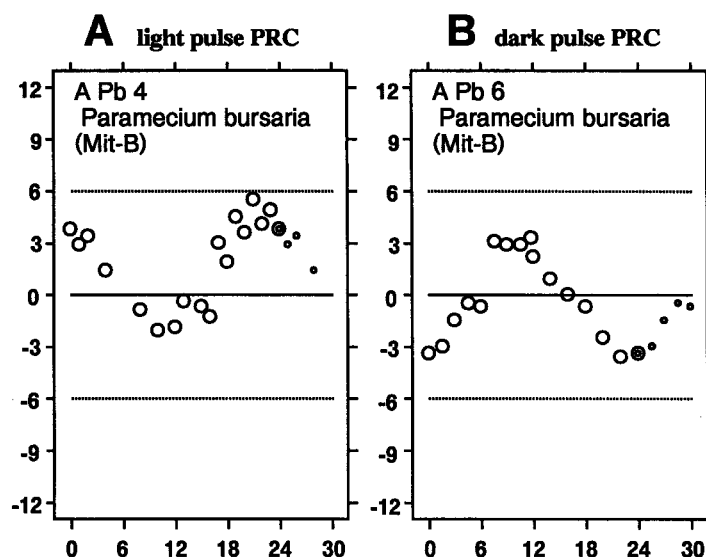 A light pulse PRC
A Pb 4
Paramecium bursaria
(Mit-B)
12
9
6
3
0
-3
-6
-9
-12
0 6 12 18 24 30
B dark pulse PRC
A Pb 6
Paramecium bursaria
(Mit-B)
12
9
6
3
0
-3
-6
-9
-12
0 6 12 18 24 30